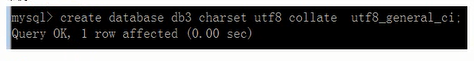 mysql> create database db3 charset utf8 collate  utf8_general_ci;
Query OK, 1 row affected (0.00 sec)